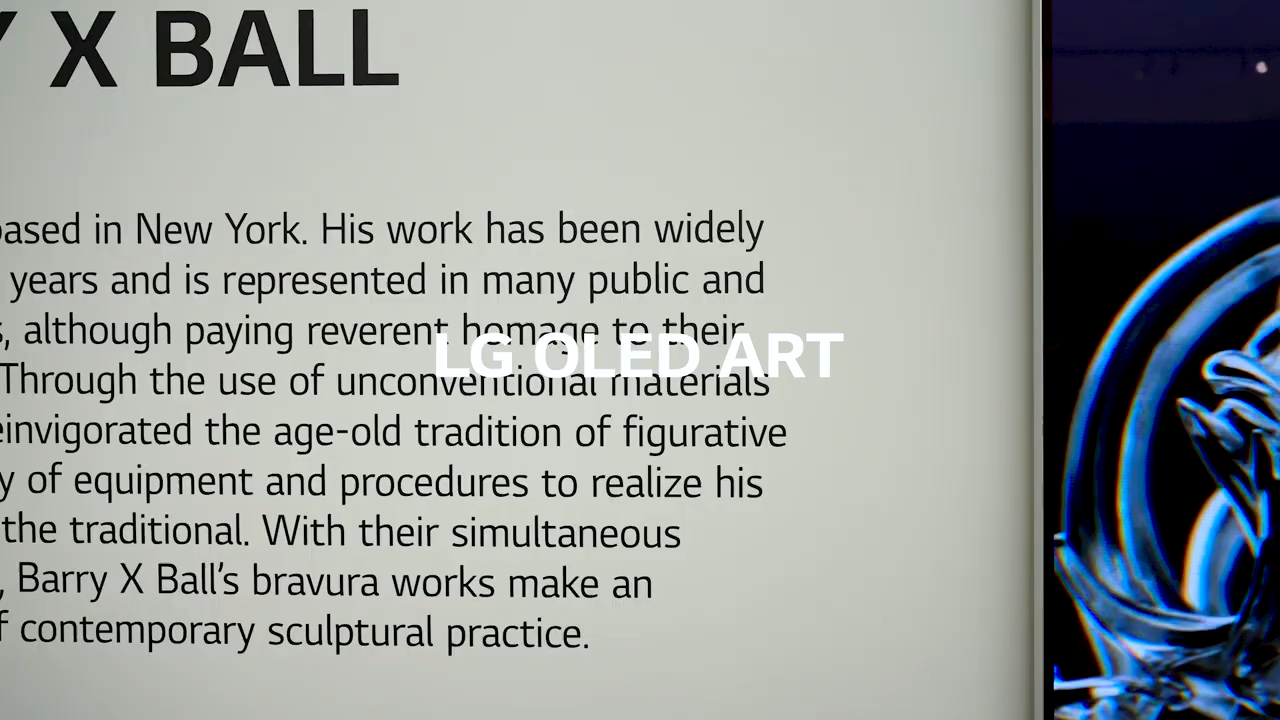 X BALL
based in New York. His work has been widely
years and is represented in many public and
although paying reverent homage to their
LG OLED ART
Through the use of unconventional materials
reinvigorated the age-old tradition of figurative
of equipment and procedures to realize his
the traditional. With their simultaneous
, Barry X Ball's bravura works make an
contemporary sculptural practice.